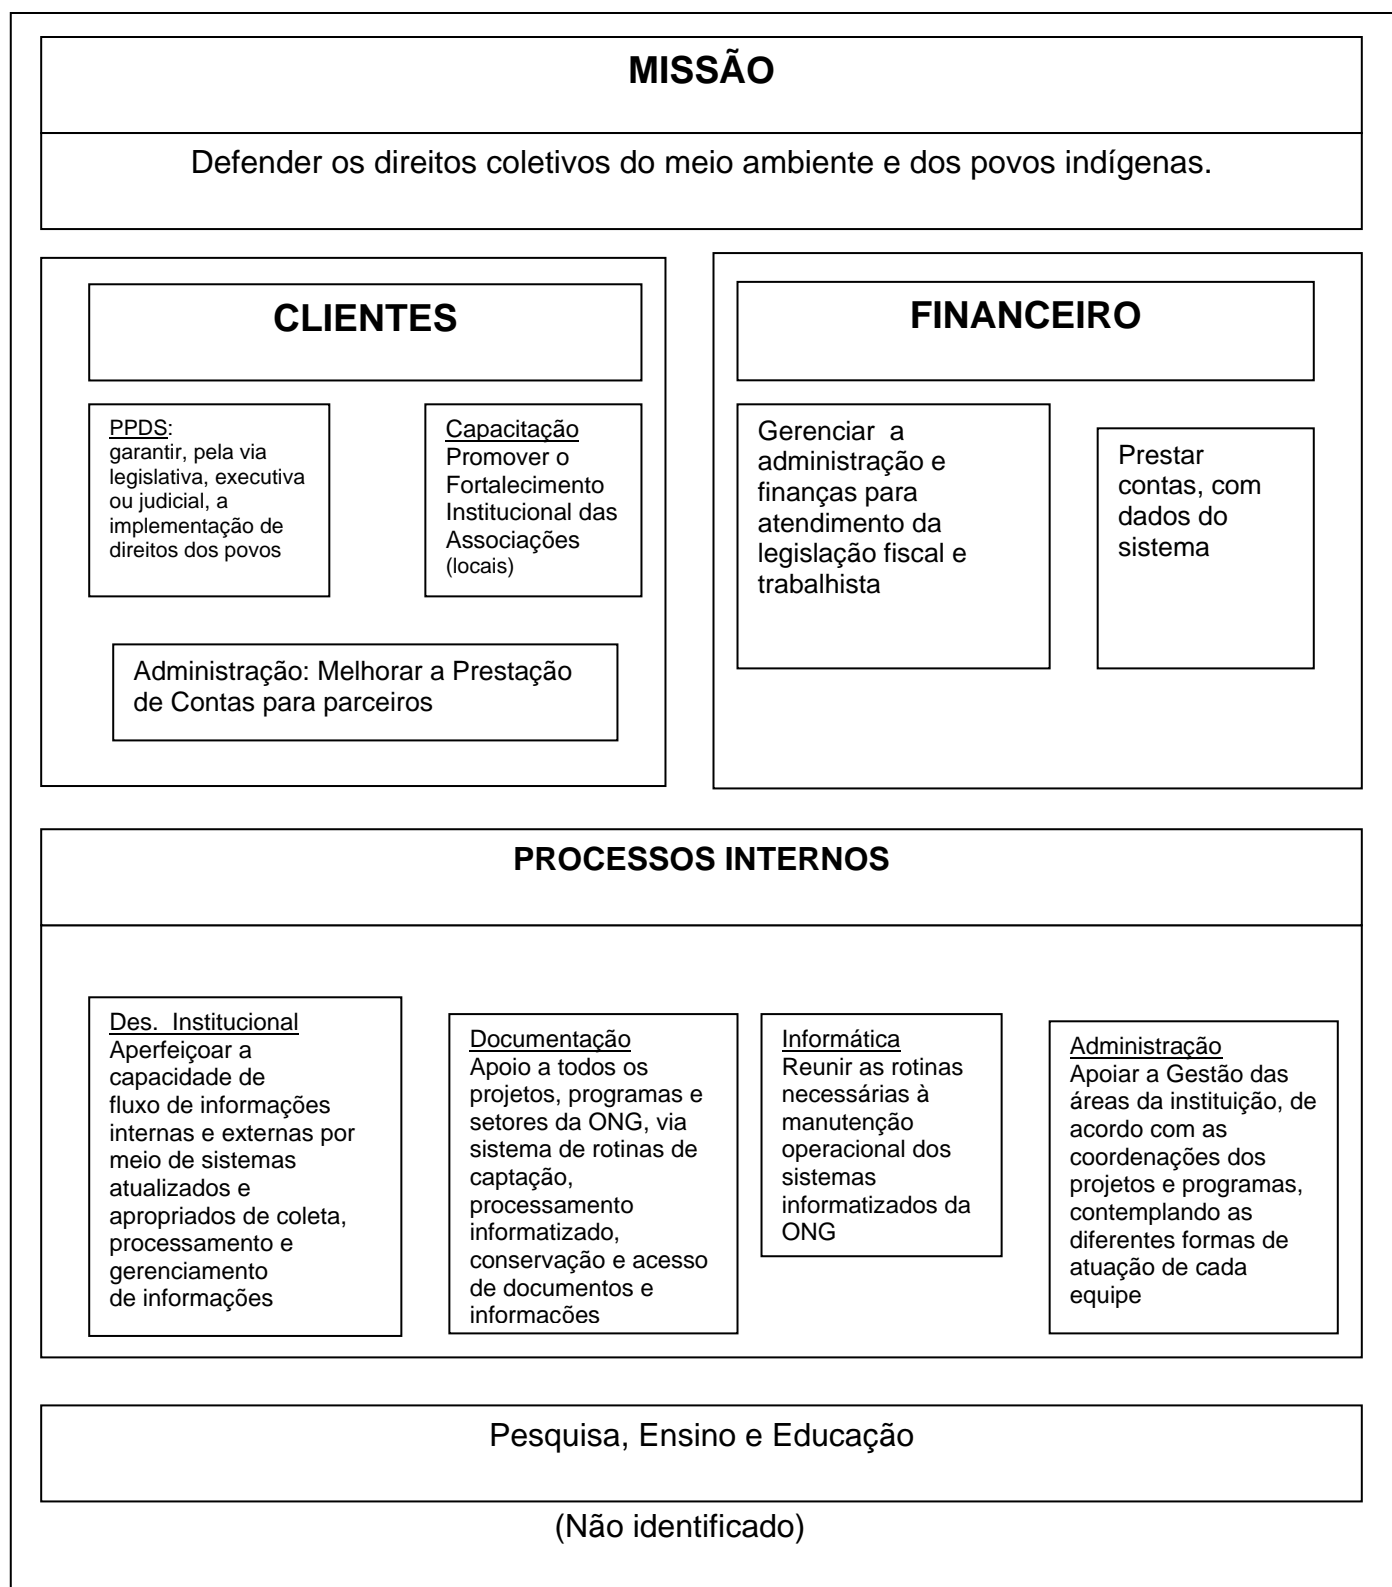 MISSÃO
Defender os direitos coletivos do meio ambiente e dos povos indígenas.
CLIENTES
PPDS:
garantir, pela via
legislativa, executiva
ou judicial, a
implementação de
direitos dos povos
Capacitação
Promover o
Fortalecimento
Institucional das
Associações
(locais)
Administração: Melhorar a Prestação
de Contas para parceiros
FINANCEIRO
Gerenciar a
administração e
finanças para
atendimento da
legislação fiscal e
trabalhista
Prestar
contas, com
dados do
sistema
PROCESSOS INTERNOS
Des. Institucional
Aperfeiçoar a
capacidade de
fluxo de informações
internas e externas por
meio de sistemas
atualizados e
apropriados de coleta,
processamento e
gerenciamento
de informações
Documentação
Apoio a todos os
projetos, programas e
setores da ONG, via
sistema de rotinas de
captação,
processamento
informatizado,
conservação e acesso
de documentos e
informações
Informática
Reunir as rotinas
necessárias à
manutenção
operacional dos
sistemas
informatizados da
ONG
Administração
Apoiar a Gestão das
áreas da instituição, de
acordo com as
coordenações dos
projetos e programas,
contemplando as
diferentes formas de
atuação de cada
equipe
Pesquisa, Ensino e Educação
(Não identificado)